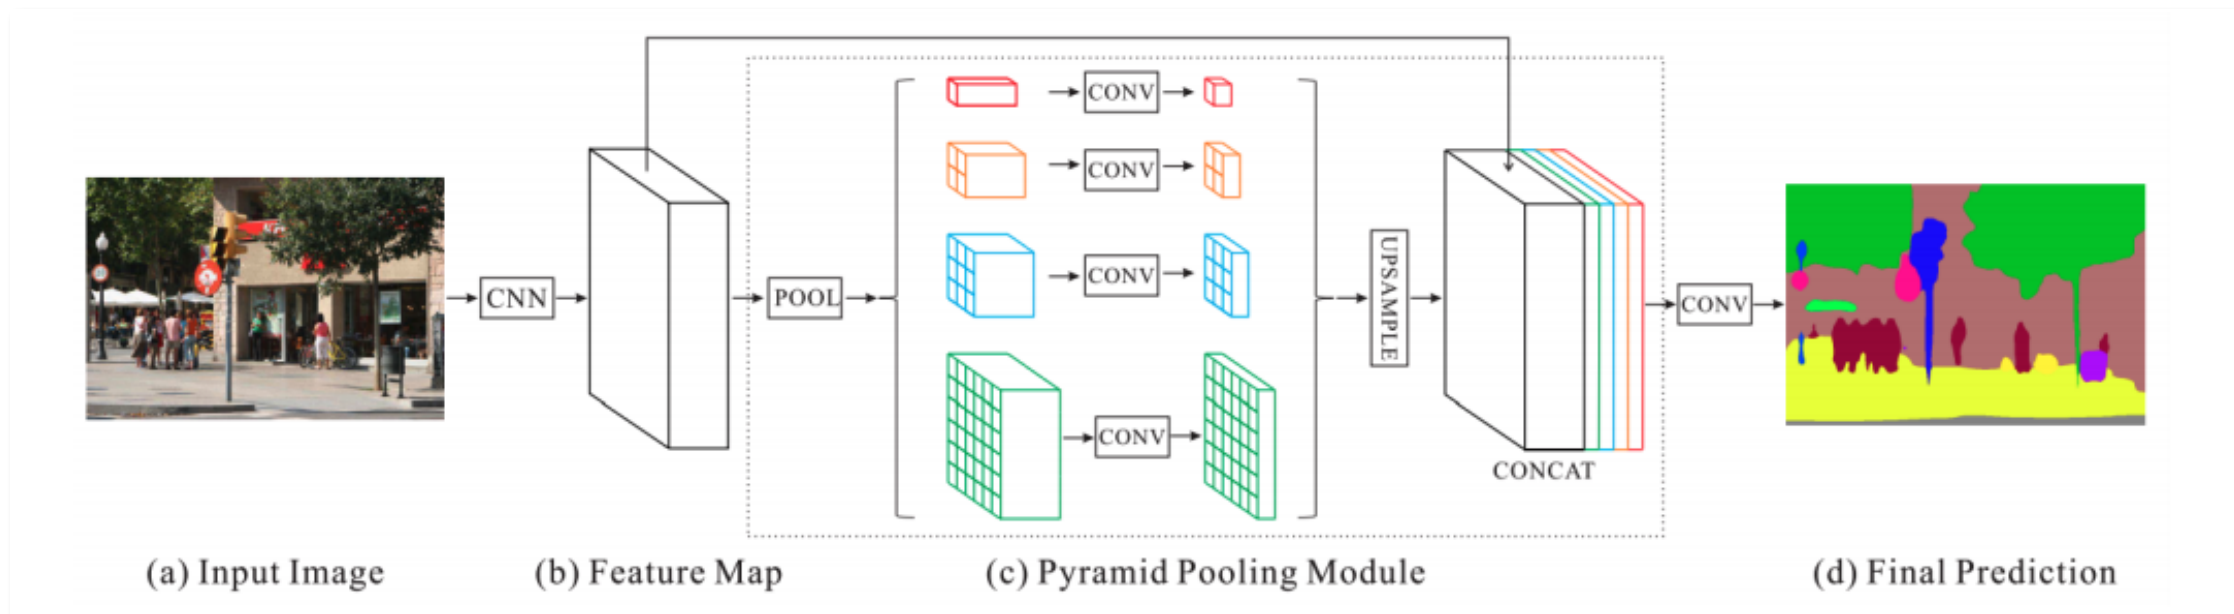 CONV
CONV
CONV
CONV
CNN
POOL
UPSAMPLE
CONCAT
CONV
(a) Input Image
(b) Feature Map
(c) Pyramid Pooling Module
(d) Final Prediction